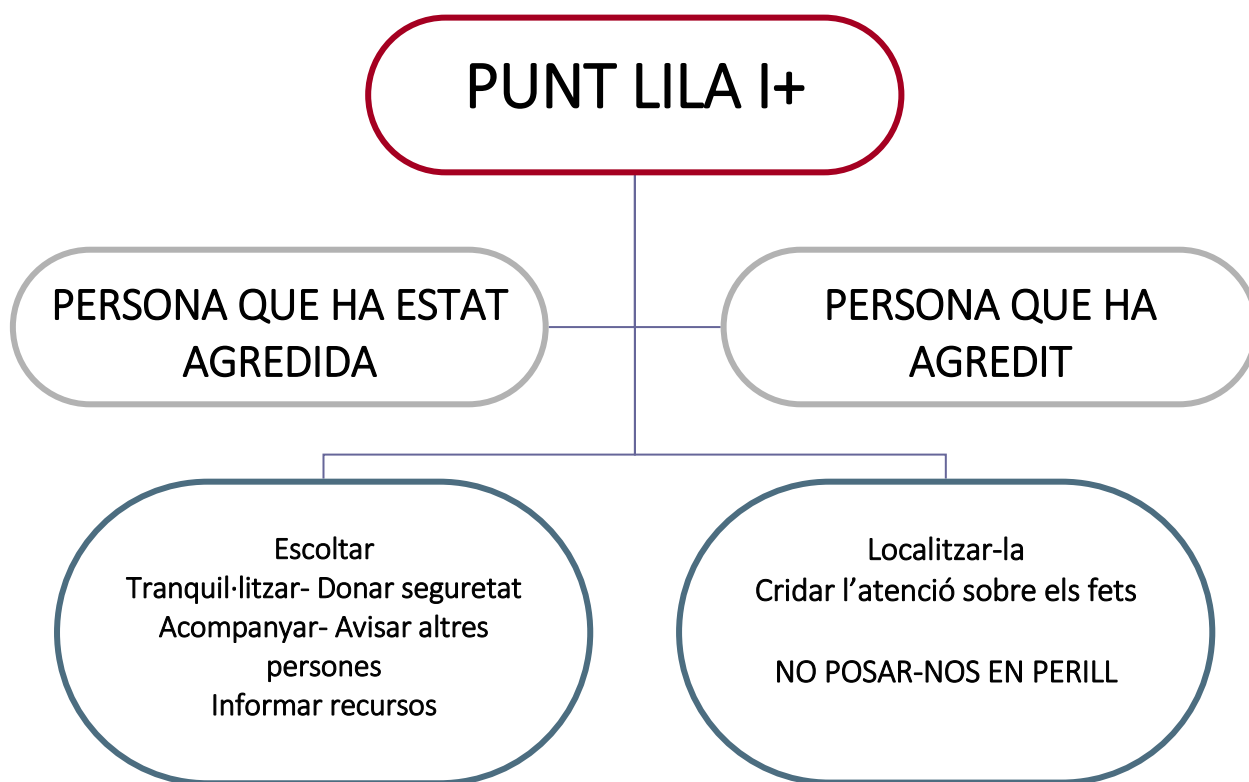 PUNT LILA I+
PERSONA QUE HA ESTAT
AGREDIDA
PERSONA QUE HA
AGREDIT
Escoltar
Tranquil·litzar- Donar seguretat
Acompanyar- Avisar altres
persones
Informar recursos
Localitzar-la
Cridar l’atenció sobre els fets
NO POSAR-NOS EN PERILL